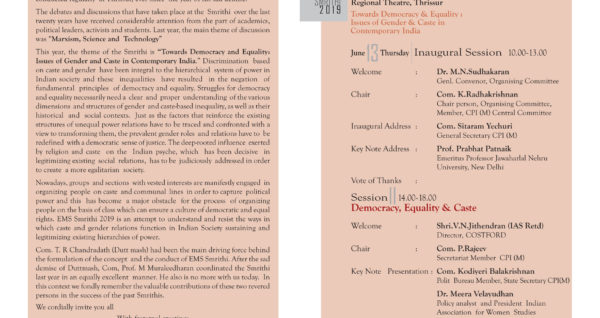 The debates and discussions that have taken place at the Smrithi over the last
twenty years have received considerable attention from the part of academics,
political leaders, activists and students. Last year, the main theme of discussion
was "Marxism, Science and Technology"
This year, the theme of the Smrithi is "Towards Democracy and Equality:
Issues of Gender and Caste in Contemporary India." Discrimination based
on caste and gender have been integral to the hierarchical system of power in
Indian society and these inequalities have resulted in the negation of
fundamental principles of democracy and equality. Struggles for democracy
and equality necessarily need a clear and proper understanding of the various
dimensions and structures of gender and caste-based inequality, as well as their
historical and social contexts. Just as the factors that reinforce the existing
structures of unequal power relations have to be traced and confronted with a
view to transforming them, the prevalent gender roles and relations have to be
redefined with a democratic sense of justice. The deep-rooted influence exerted
by religion and caste on the Indian psyche, which has been decisive in
legitimizing existing social relations, has to be judiciously addressed in order
to create a more egalitarian society.
Nowadays, groups and sections with vested interests are manifestly engaged in
organizing people on caste and communal lines in order to capture political
power and this has become a major obstacle for the process of organizing
people on the basis of class which can ensure a culture of democratic and equal
rights. EMS Smrithi 2019 is an attempt to understand and resist the ways in
which caste and gender relations function in Indian Society sustaining and
legitimizing existing hierarchies of power.
Com. T. R Chandradath (Dutt mash) had been the main driving force behind
the formulation of the concept and the conduct of EMS Smrithi. After the sad
demise of Duttmash, Com, Prof. M Muraleedharan coordinated the Smrithi
last year in an equally excellent manner. He also is no more with us today. In
this context we fondly remember the valuable contributions of these two revered
persons in the success of the past Smrithis.
We cordially invite you all
Smrithi
2019
Regional Theatre, Thrissur
Towards Democracy & Equality :
Issues of Gender & Caste in
Contemporary India
June 13 Thursday Inaugural Session 10.00-13.00
Welcome : Dr. M.N.Sudhakaran
Genl. Convenor, Organising Committee
Chair : Com. K.Radhakrishnan
Chair person, Organising Committee,
Member, CPI (M) Central Committee
Inaugural Address : Com. Sitaram Yechuri
General Secretary CPI (M)
Key Note Address : Prof. Prabhat Patnaik
Emeritus Professor Jawaharlal Nehru
University, New Delhi
Vote of Thanks :
Session II 14.00-18.00
Democracy, Equality & Caste
Welcome : Shri.V.N.Jithendran (IAS Retd)
Director, COSTFORD
Chair : Com. P.Rajeev
Secretariat Member CPI (M)
Key Note Presentation : Com. Kodiyeri Balakrishnan
Polit Bureau Member, State Secretary CPI(M)
Dr. Meera Velayudhan
Policy analyst and President Indian
Association for Women Studies